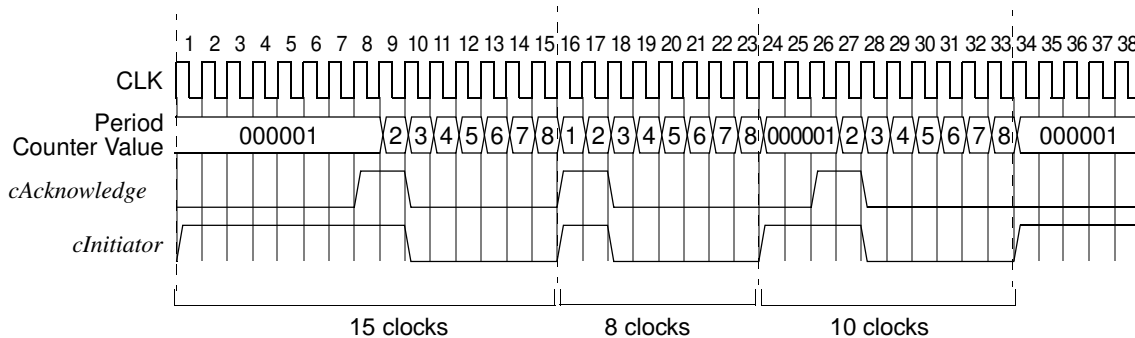 1 2 3 4 5 6 7 8 9 10 11 12 13 14 15 16 17 18 19 20 21 22 23 24 25 26 27 28 29 30 31 32 33 34 35 36 37 38
CLK
Period
Counter Value
000001 2 3 4 5 6 7 8 1 2 3 4 5 6 7 8 000001 2 3 4 5 6 7 8 000001
cAcknowledge
cInitiator
15 clocks 8 clocks 10 clocks